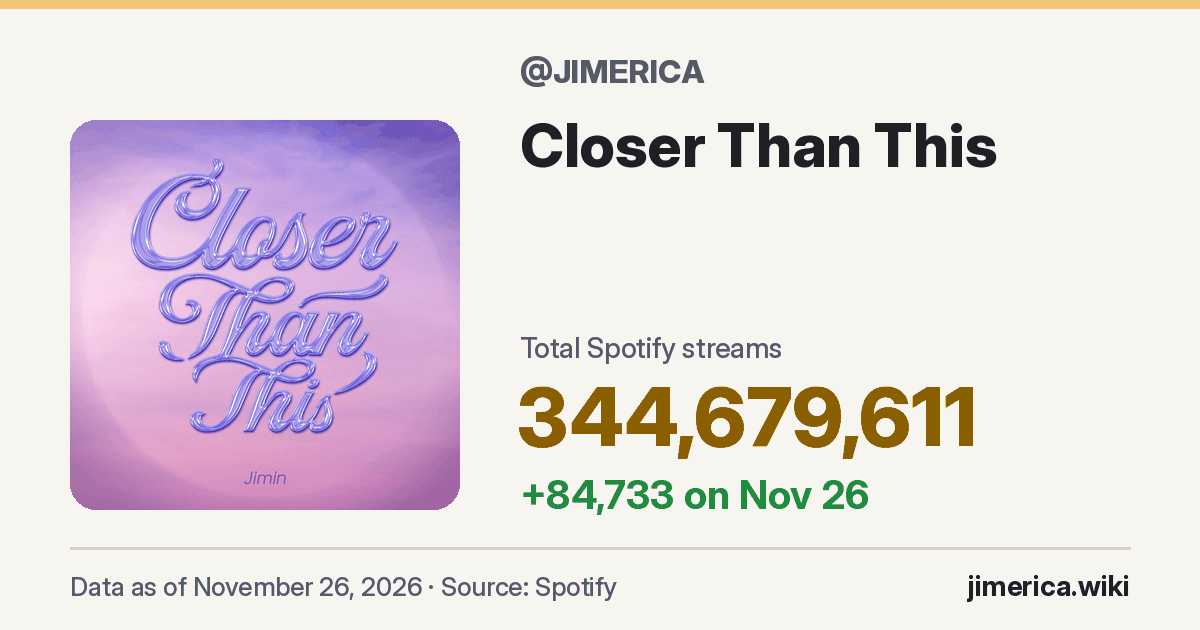 @JIMERICA
Closer Than This
Closer
Than
This
Jimin
Total Spotify streams
344,679,611
+84,733 on Nov 26
Data as of November 26, 2026 · Source: Spotify
jimerica.wiki